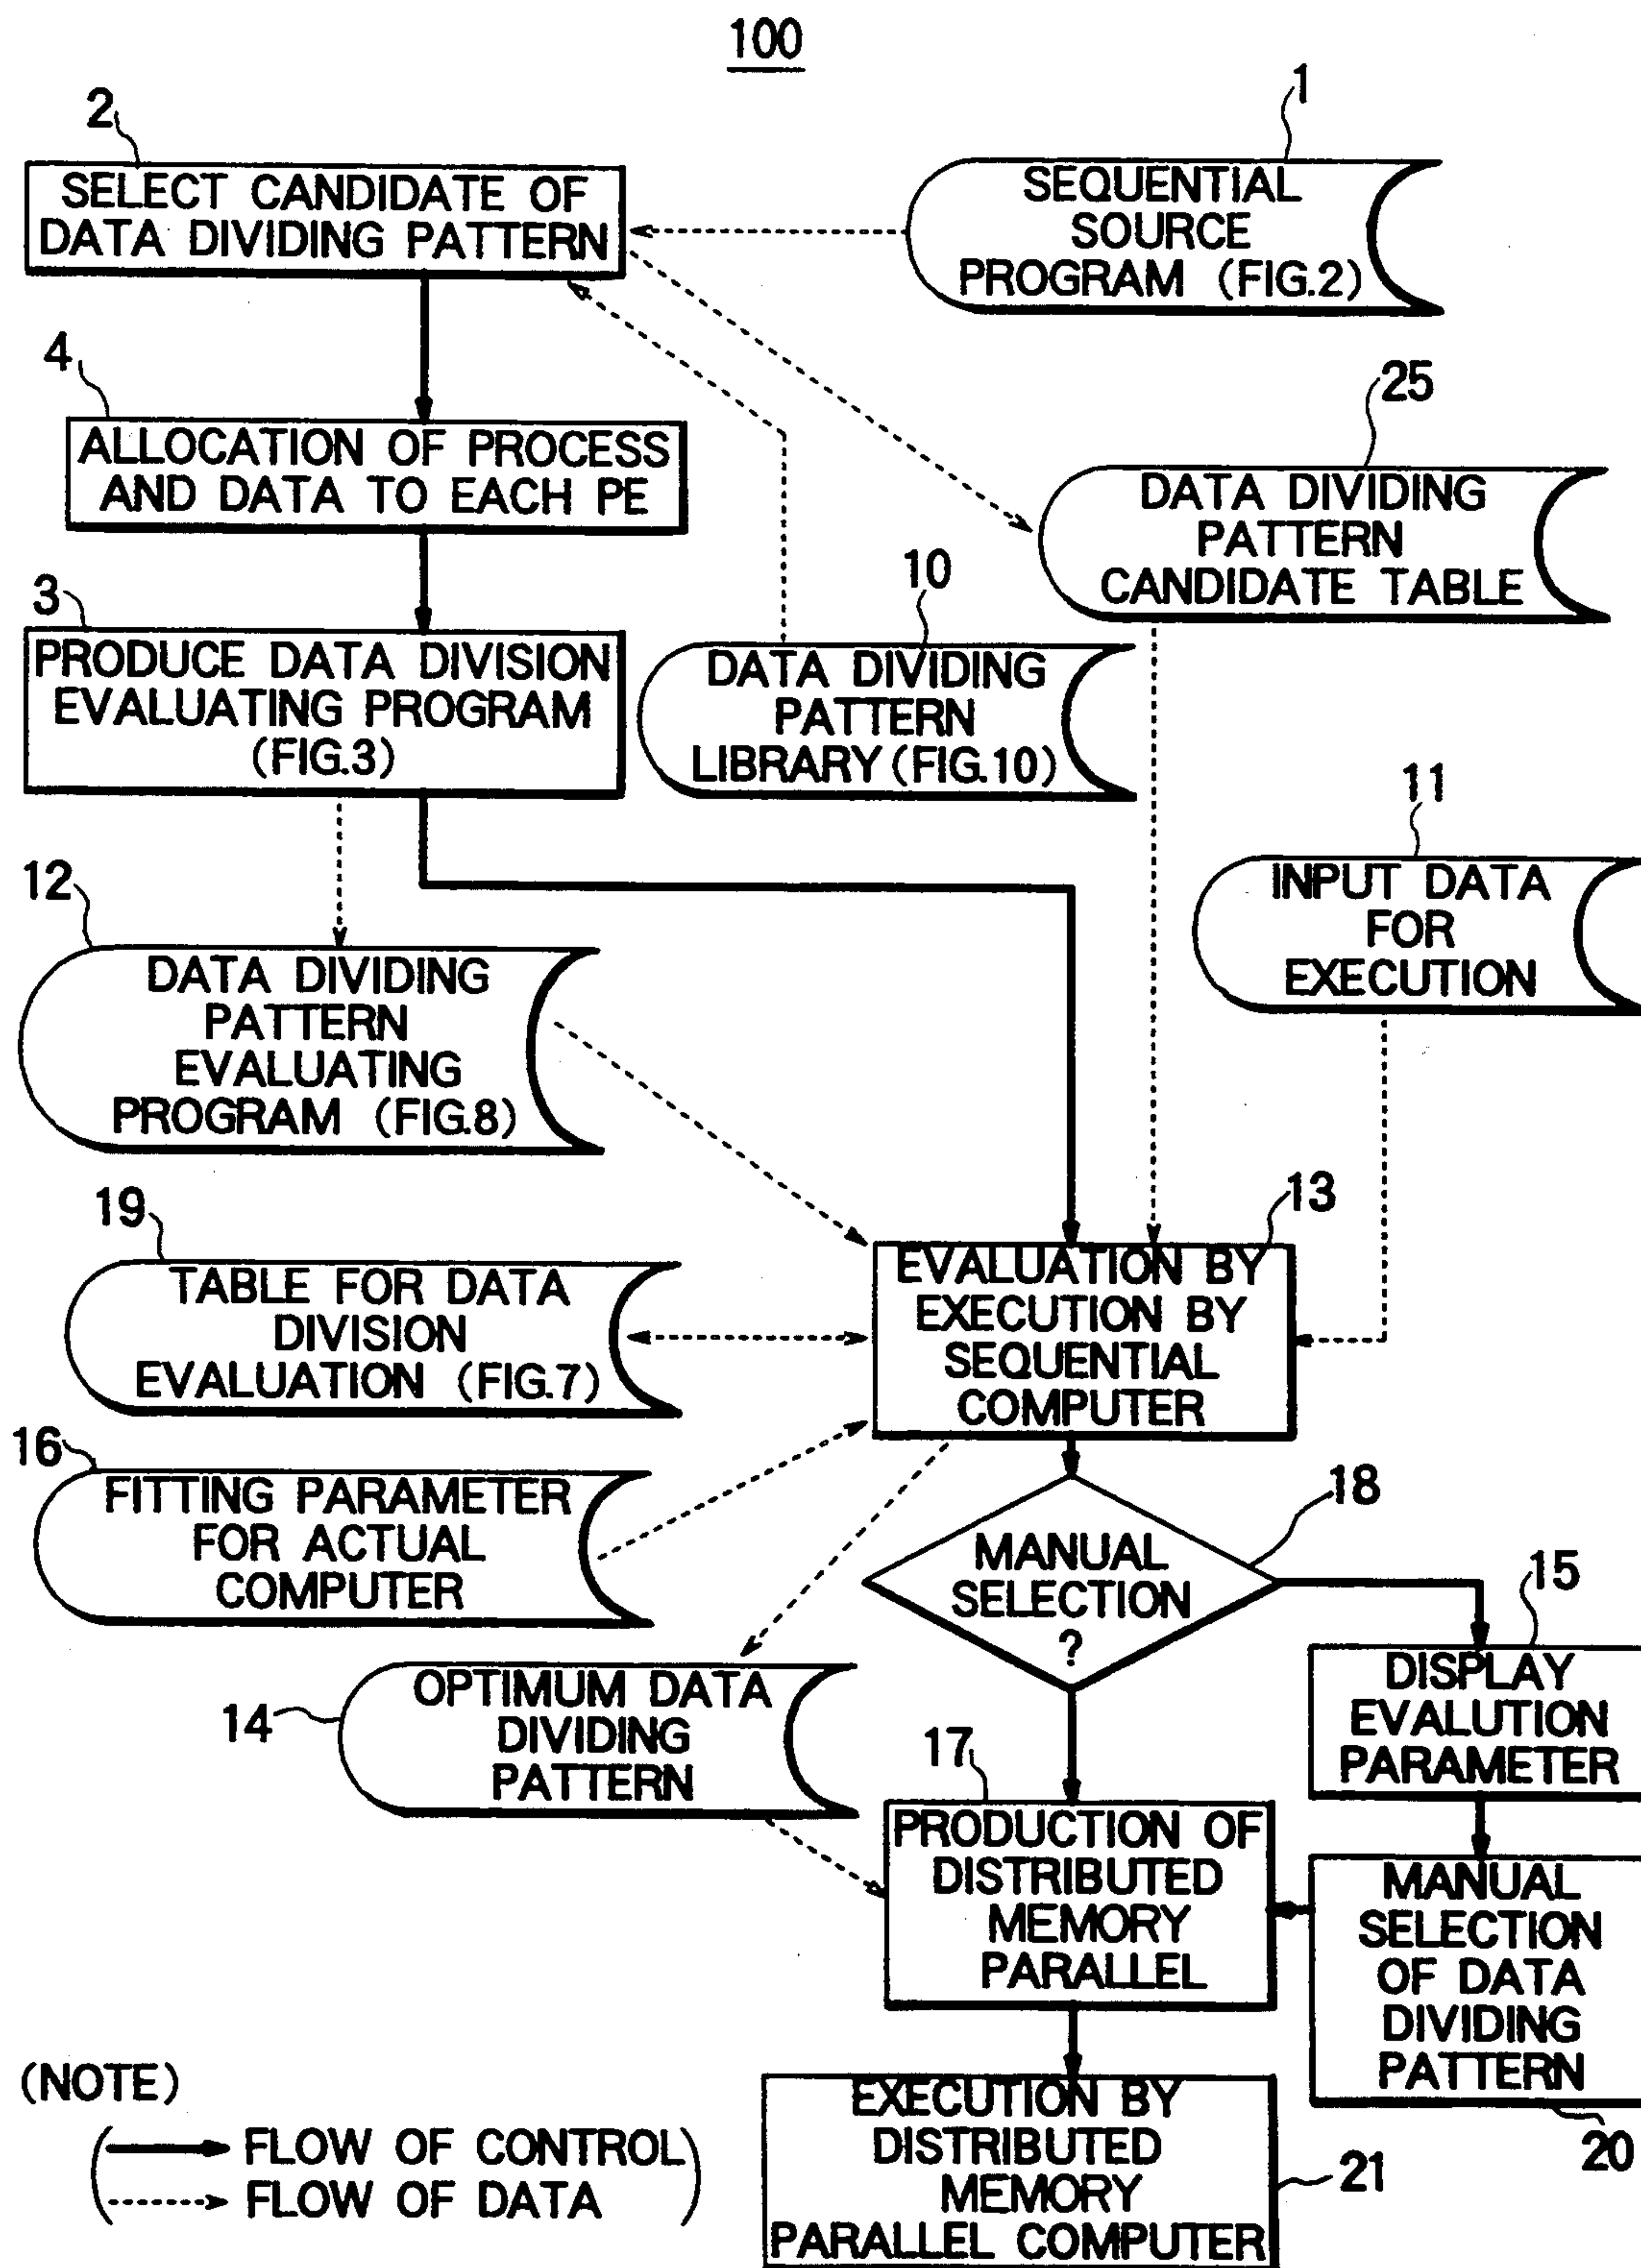 100
2
SELECT CANDIDATE OF
DATA DIVIDING PATTERN
1
SEQUENTIAL
SOURCE
PROGRAM (FIG.2)
4
ALLOCATION OF PROCESS
AND DATA TO EACH PE
25
DATA DIVIDING
PATTERN
CANDIDATE TABLE
3
PRODUCE DATA DIVISION
EVALUATING PROGRAM
(FIG.3)
10
DATA DIVIDING
PATTERN
LIBRARY (FIG.10)
11
INPUT DATA
FOR
EXECUTION
12
DATA DIVIDING
PATTERN
EVALUATING
PROGRAM (FIG.8)
19
TABLE FOR DATA
DIVISION
EVALUATION (FIG.7)
13
EVALUATION BY
EXECUTION BY
SEQUENTIAL
COMPUTER
16
FITTING PARAMETER
FOR ACTUAL
COMPUTER
18
MANUAL
SELECTION
?
15
DISPLAY
EVALUTION
PARAMETER
14
OPTIMUM DATA
DIVIDING
PATTERN
17
PRODUCTION OF
DISTRIBUTED
MEMORY
PARALLEL
MANUAL
SELECTION
OF DATA
DIVIDING
PATTERN
20
EXECUTION BY
DISTRIBUTED
MEMORY
PARALLEL COMPUTER
21
(NOTE)
FLOW OF CONTROL
FLOW OF DATA